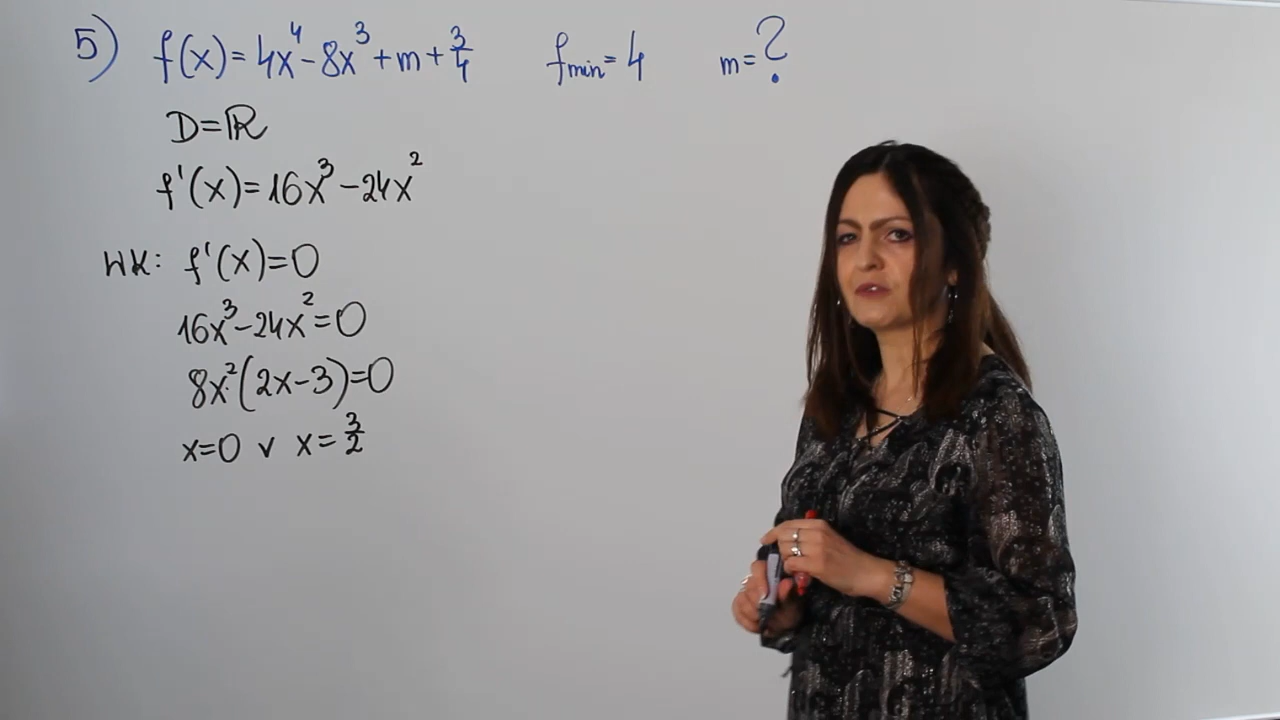 5) f(x)=4x⁴-8x³+m+3/4 fmin=4 m=?
D=ℝ
f'(x)=16x³-24x²
WK: f'(x)=0
16x³-24x²=0
8x²(2x-3)=0
x=0 ∨ x=3/2